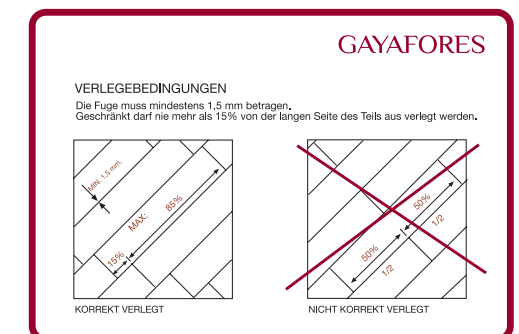 GAYAFORES
VERLEGEBEDINGUNGEN
Die Fuge muss mindestens 1,5 mm betragen.
Geschränkt darf nie mehr als 15% von der langen Seite des Teils aus verlegt werden.
MIN. 1,5 mm.
MAX:
85%
15%
50%
1/2
50%
1/2
KORREKT VERLEGT
NICHT KORREKT VERLEGT